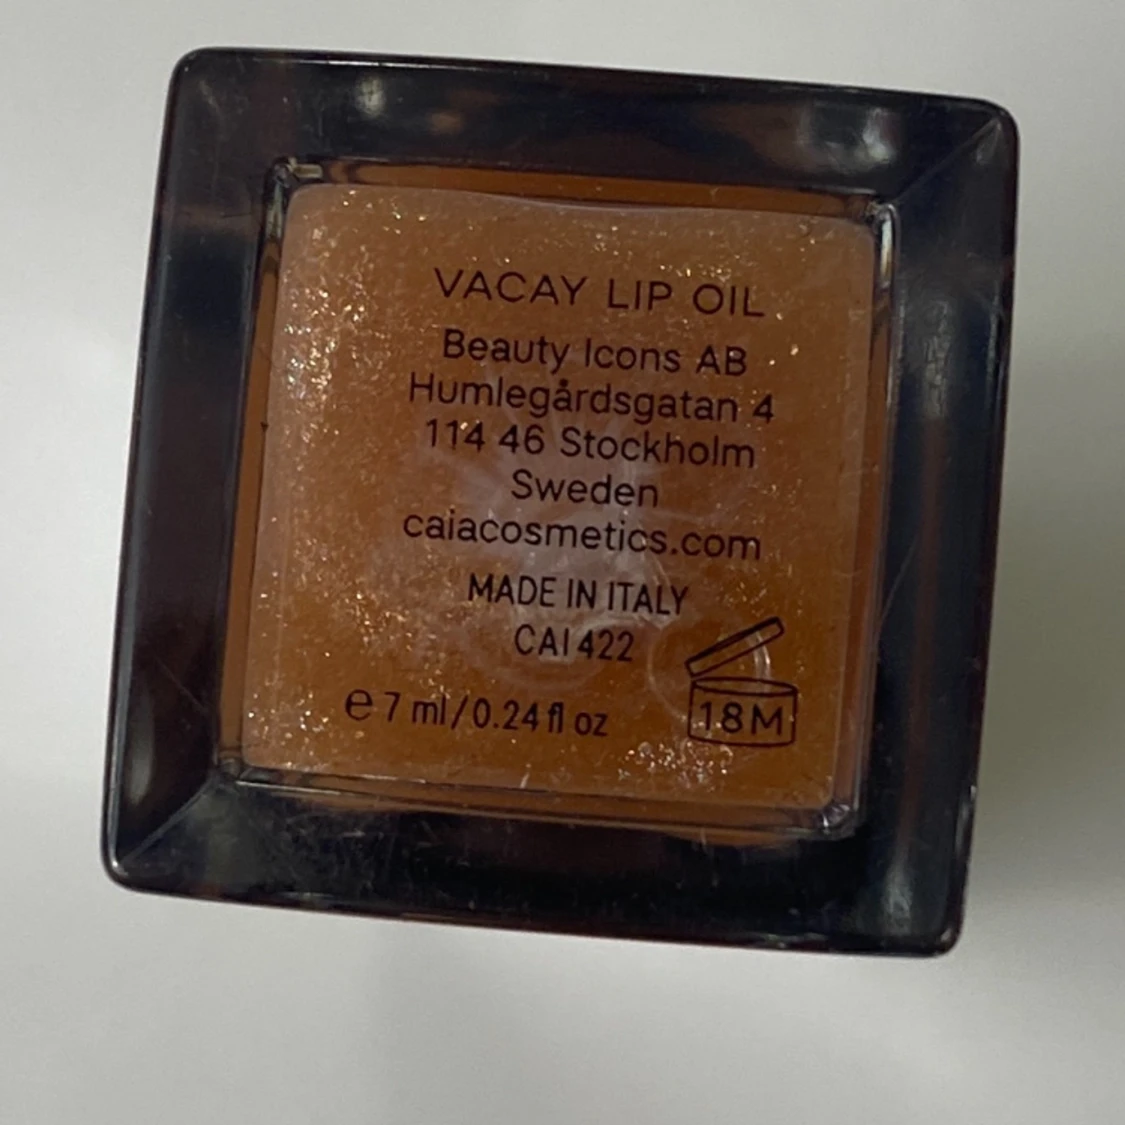 VACAY LIP OIL
Beauty Icons AB
Humlegårdsgatan 4
114 46 Stockholm
Sweden
caiacosmetics.com
MADE IN ITALY
CAI 422
℮ 7 ml/0.24 fl oz
18M